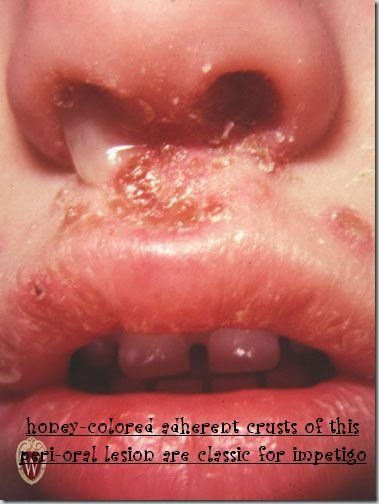 honey-colored adherent crusts of this
peri-oral lesion are classic for impetigo
W